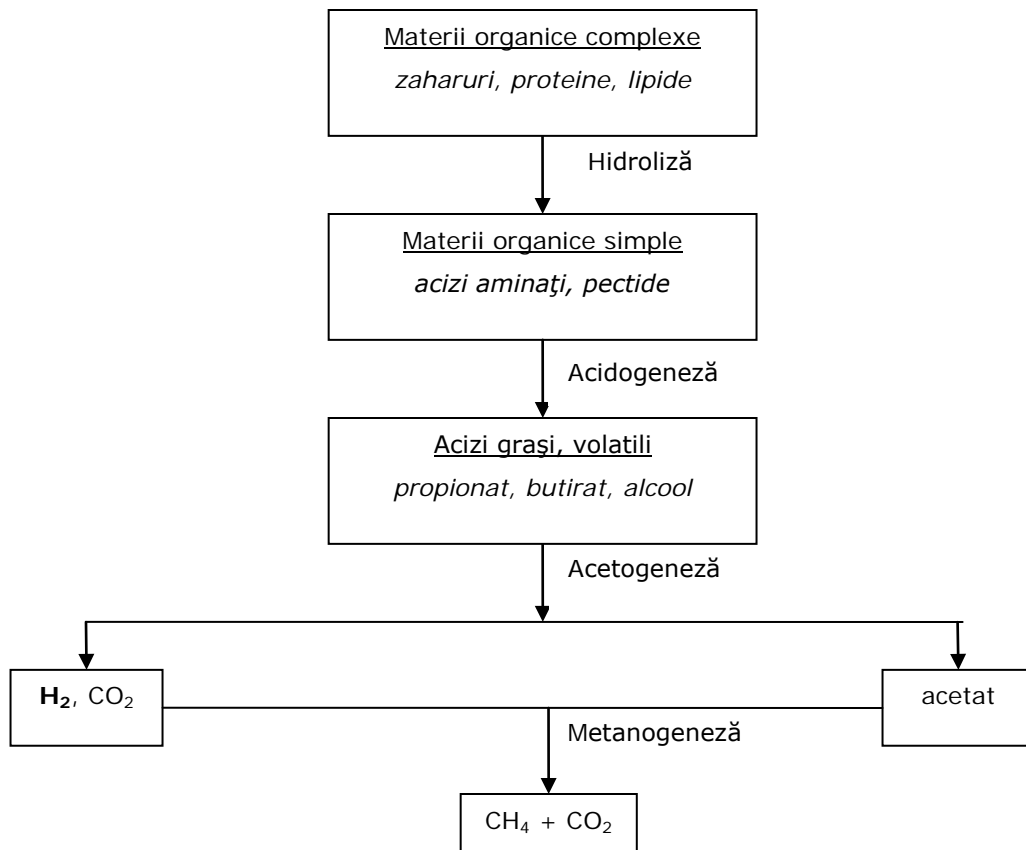 Materii organice complexe
zaharuri, proteine, lipide
Hidroliză
Materii organice simple
acizi aminaţi, pectide
Acidogeneză
Acizi graşi, volatili
propionat, butirat, alcool
Acetogeneză
H₂, CO₂
acetat
Metanogeneză
CH₄ + CO₂